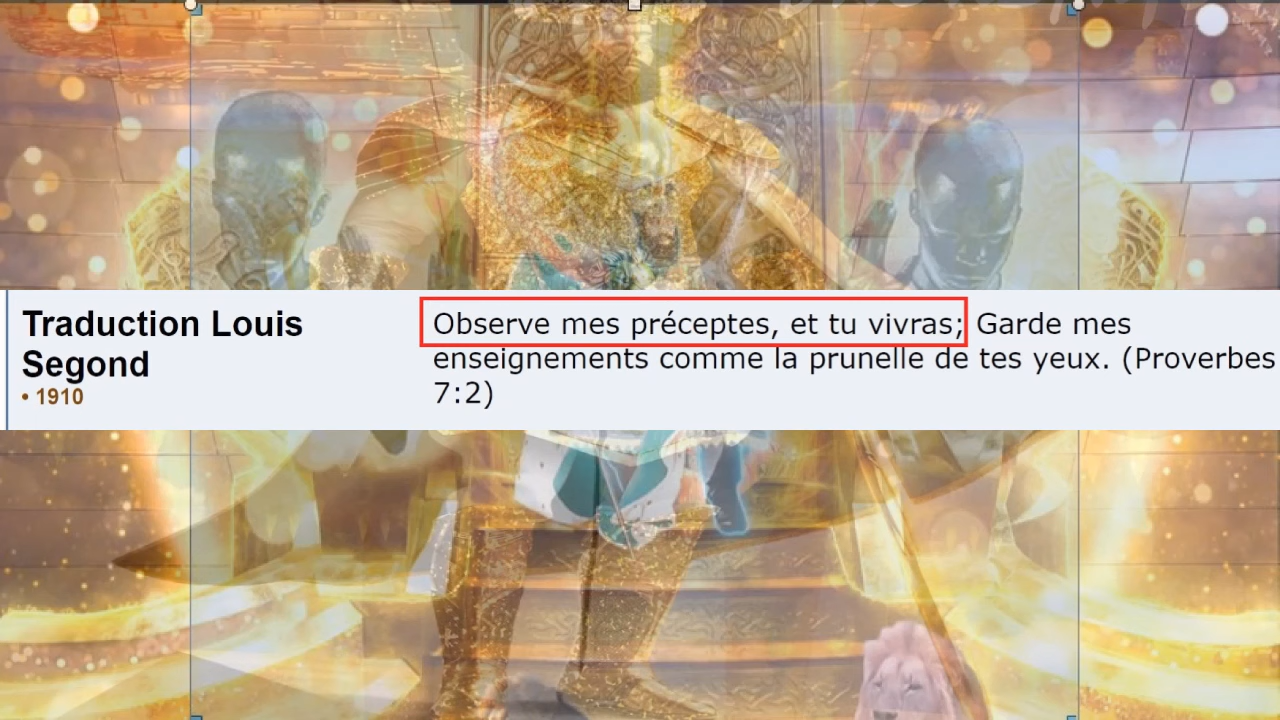 Traduction Louis
Segond
• 1910
Observe mes préceptes, et tu vivras; Garde mes
enseignements comme la prunelle de tes yeux. (Proverbes
7:2)